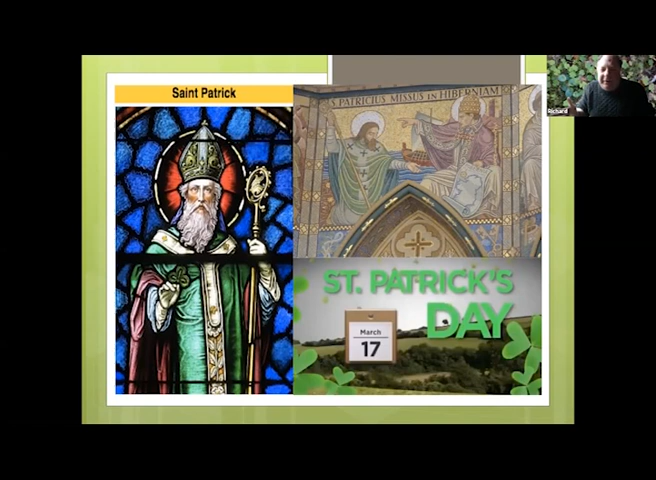 Saint Patrick
S PATRICIUS MISSUS IN HIBERNIAM
ST. PATRICK'S
DAY
March
17
Richard